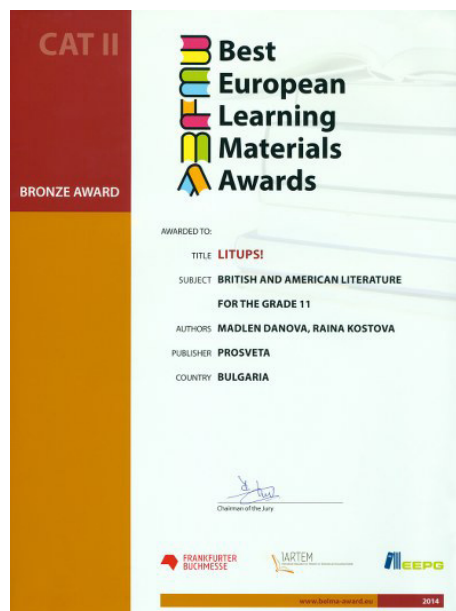 CAT II
BRONZE AWARD
Best
European
Learning
Materials
Awards
AWARDED TO:
TITLE LITUPS!
SUBJECT BRITISH AND AMERICAN LITERATURE
FOR THE GRADE 11
AUTHORS MADLEN DANOVA, RAINA KOSTOVA
PUBLISHER PROSVETA
COUNTRY BULGARIA
Chairman of the Jury
FRANKFURTER
BUCHMESSE
IARTEM
EEPG
www.belma-award.eu 2014